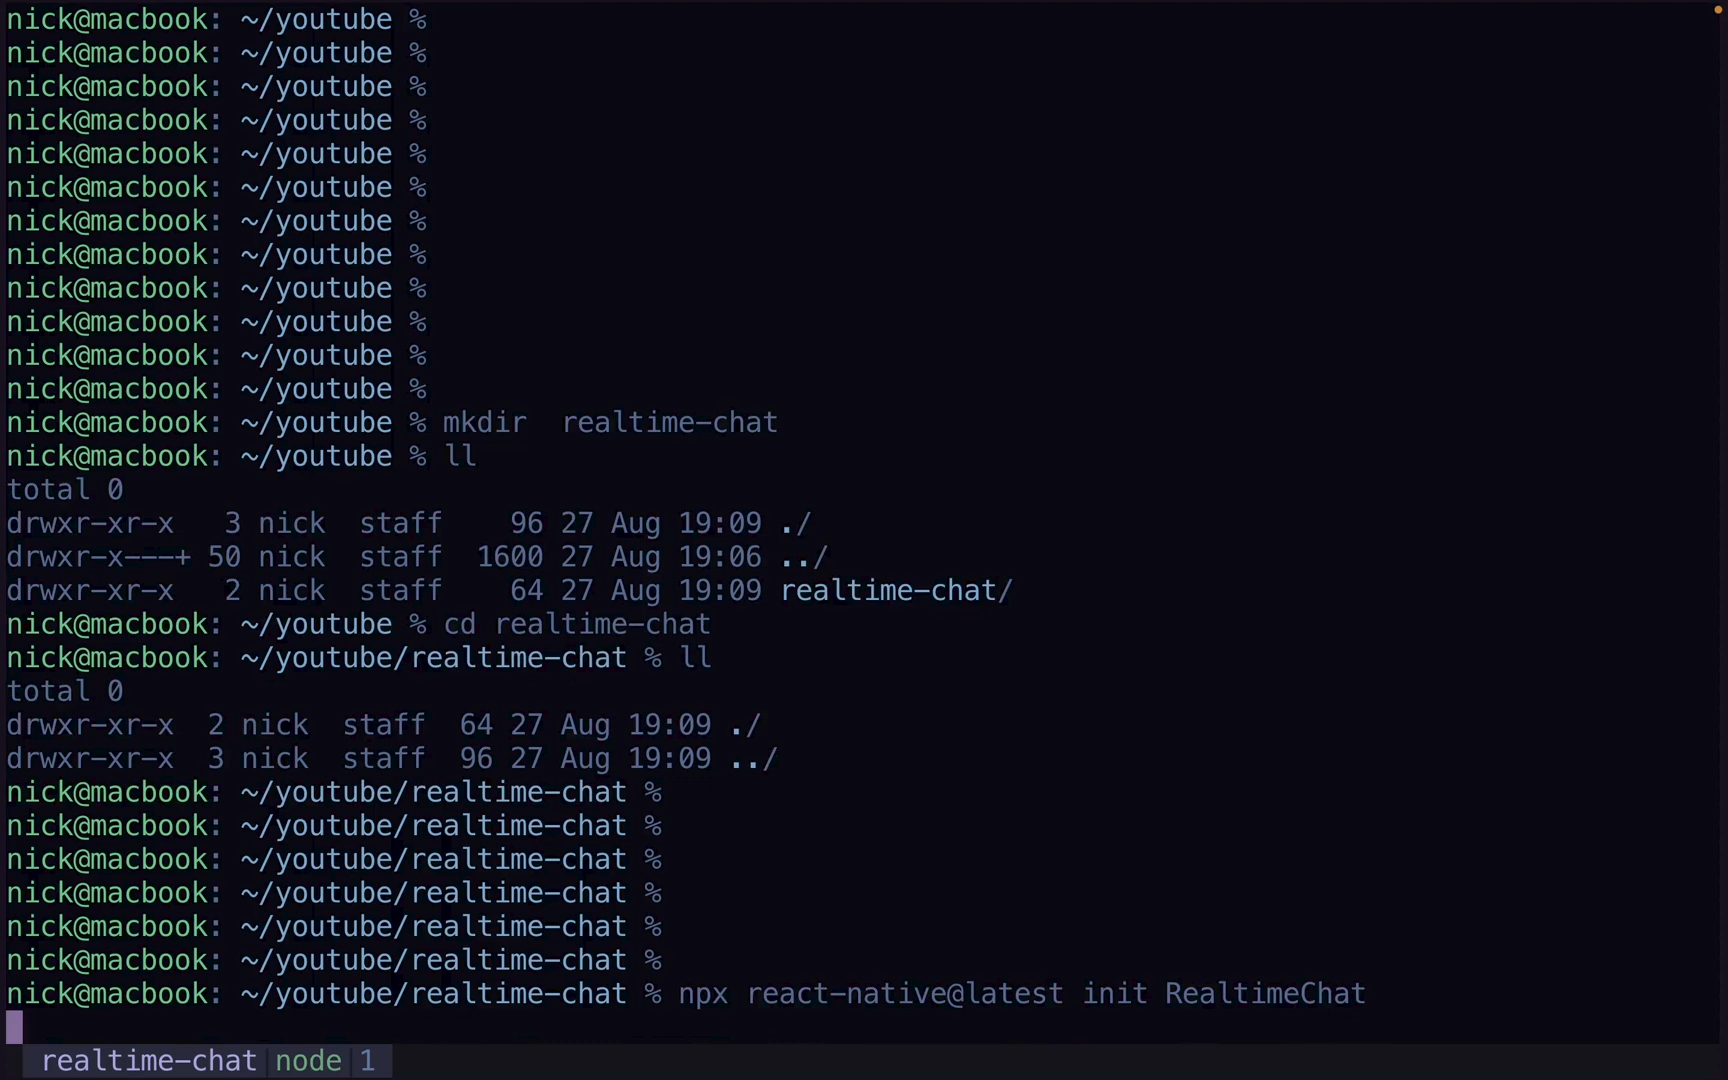 nick@macbook: ~/youtube %
nick@macbook: ~/youtube %
nick@macbook: ~/youtube %
nick@macbook: ~/youtube %
nick@macbook: ~/youtube %
nick@macbook: ~/youtube %
nick@macbook: ~/youtube %
nick@macbook: ~/youtube %
nick@macbook: ~/youtube %
nick@macbook: ~/youtube %
nick@macbook: ~/youtube %
nick@macbook: ~/youtube %
nick@macbook: ~/youtube % mkdir  realtime-chat
nick@macbook: ~/youtube % ll
total 0
drwxr-xr-x   3 nick  staff    96 27 Aug 19:09 ./
drwxr-x---+ 50 nick  staff  1600 27 Aug 19:06 ../
drwxr-xr-x   2 nick  staff    64 27 Aug 19:09 realtime-chat/
nick@macbook: ~/youtube % cd realtime-chat
nick@macbook: ~/youtube/realtime-chat % ll
total 0
drwxr-xr-x  2 nick  staff  64 27 Aug 19:09 ./
drwxr-xr-x  3 nick  staff  96 27 Aug 19:09 ../
nick@macbook: ~/youtube/realtime-chat %
nick@macbook: ~/youtube/realtime-chat %
nick@macbook: ~/youtube/realtime-chat %
nick@macbook: ~/youtube/realtime-chat %
nick@macbook: ~/youtube/realtime-chat %
nick@macbook: ~/youtube/realtime-chat %
nick@macbook: ~/youtube/realtime-chat % npx react-native@latest init RealtimeChat
realtime-chat node 1